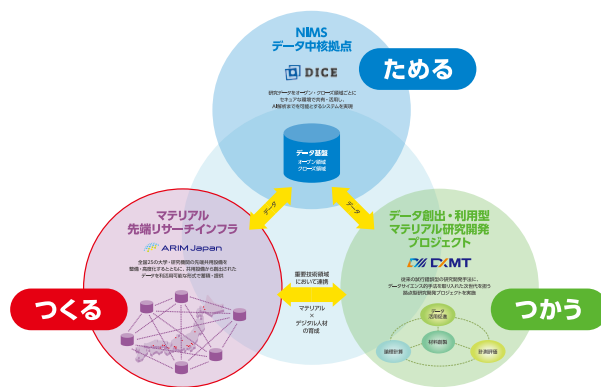 NIMS
データ中核拠点
DICE
研究データをオープン・クローズ領域ごとに
セキュアな環境で共有・活用し、
AI解析までを可能とするシステムを実現
ためる
データ基盤
オープン領域
クローズ領域
データ
データ
マテリアル
先端リサーチインフラ
ARIM Japan
全国25の大学・研究機関の先端共用設備を
整備・高度化するとともに、共用設備から創出された
データを利活用可能な形式で蓄積・提供
つくる
重要技術領域
において連携
マテリアル
×
デジタル人材
の育成
データ創出・利用型
マテリアル研究開発
プロジェクト
DXMT
従来の試行錯誤型の研究開発手法に、
データサイエンス的手法を取り入れた次世代を担う
拠点型研究開発プロジェクトを実施
つかう
データ
活用促進
材料創製
理論計算
計測評価